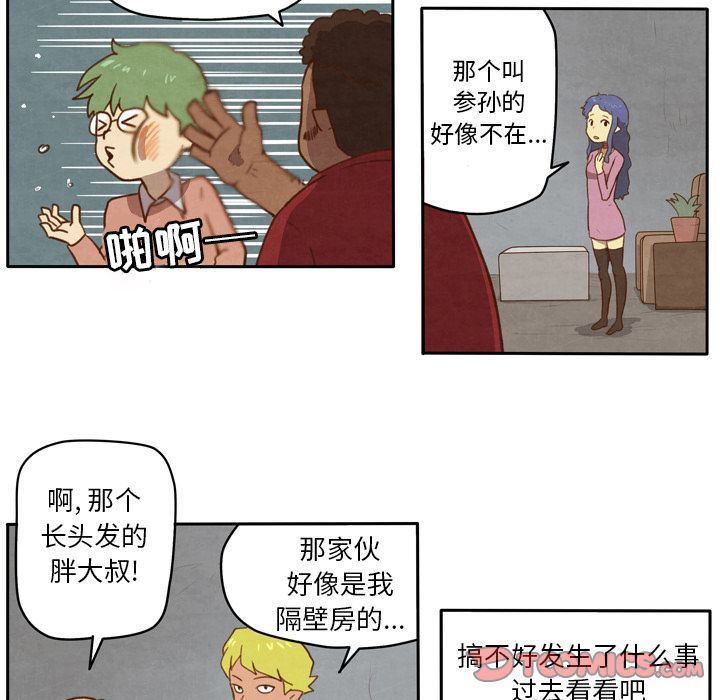 啪啊—
那个叫
参孙的
好像不在...
啊, 那个
长头发的
胖大叔!
那家伙
好像是我
隔壁房的...
搞不好发生了什么事
过去看看吧
DTCOMICS.COM